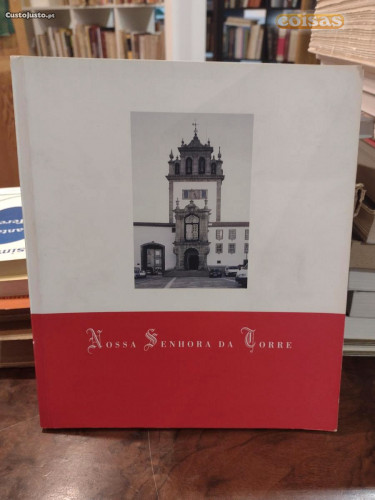 CustoJusto.pt
coisas
NOSSA SENHORA DA TORRE